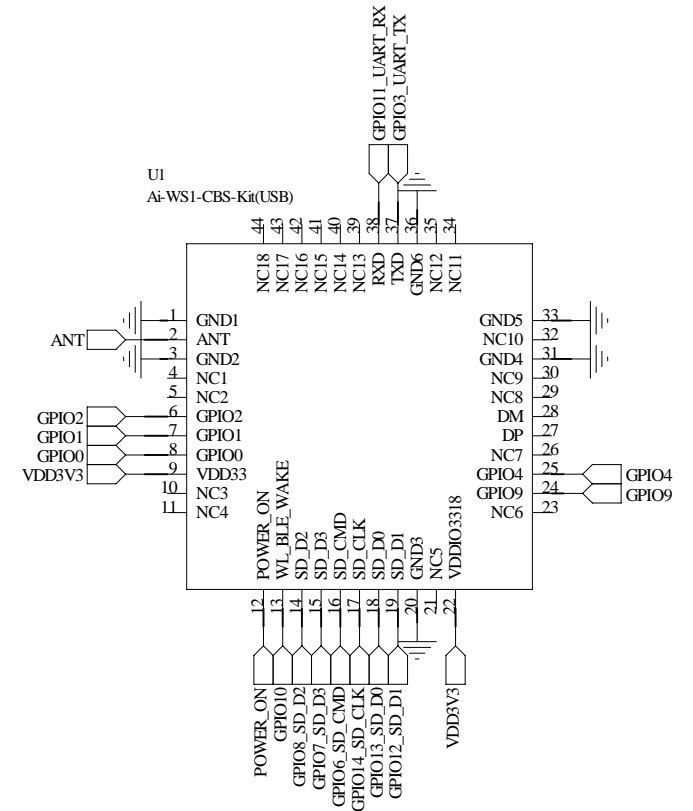 GPIO11_UART_RX
GPIO3_UART_TX
U1
Ai-WS1-CBS-Kit(USB)
44 43 42 41 40 39 38 37 36 35 34
NC18 NC17 NC16 NC15 NC14 NC13 RXD TXD GND6 NC12 NC11
1 GND1
ANT 2 ANT
3 GND2
4 NC1
5 NC2
GPIO2 6 GPIO2
GPIO1 7 GPIO1
GPIO0 8 GPIO0
VDD3V3 9 VDD33
10 NC3
11 NC4
GND5 33
NC10 32
GND4 31
NC9 30
NC8 29
DM 28
DP 27
NC7 26
GPIO4 25 GPIO4
GPIO9 24 GPIO9
NC6 23
POWER_ON WL_BLE_WAKE SD_D2 SD_D3 SD_CMD SD_CLK SD_D0 SD_D1 GND3 NC5 VDDIO3318
12 13 14 15 16 17 18 19 20 21 22
POWER_ON
GPIO10
GPIO8_SD_D2
GPIO7_SD_D3
GPIO6_SD_CMD
GPIO14_SD_CLK
GPIO13_SD_D0
GPIO12_SD_D1
VDD3V3